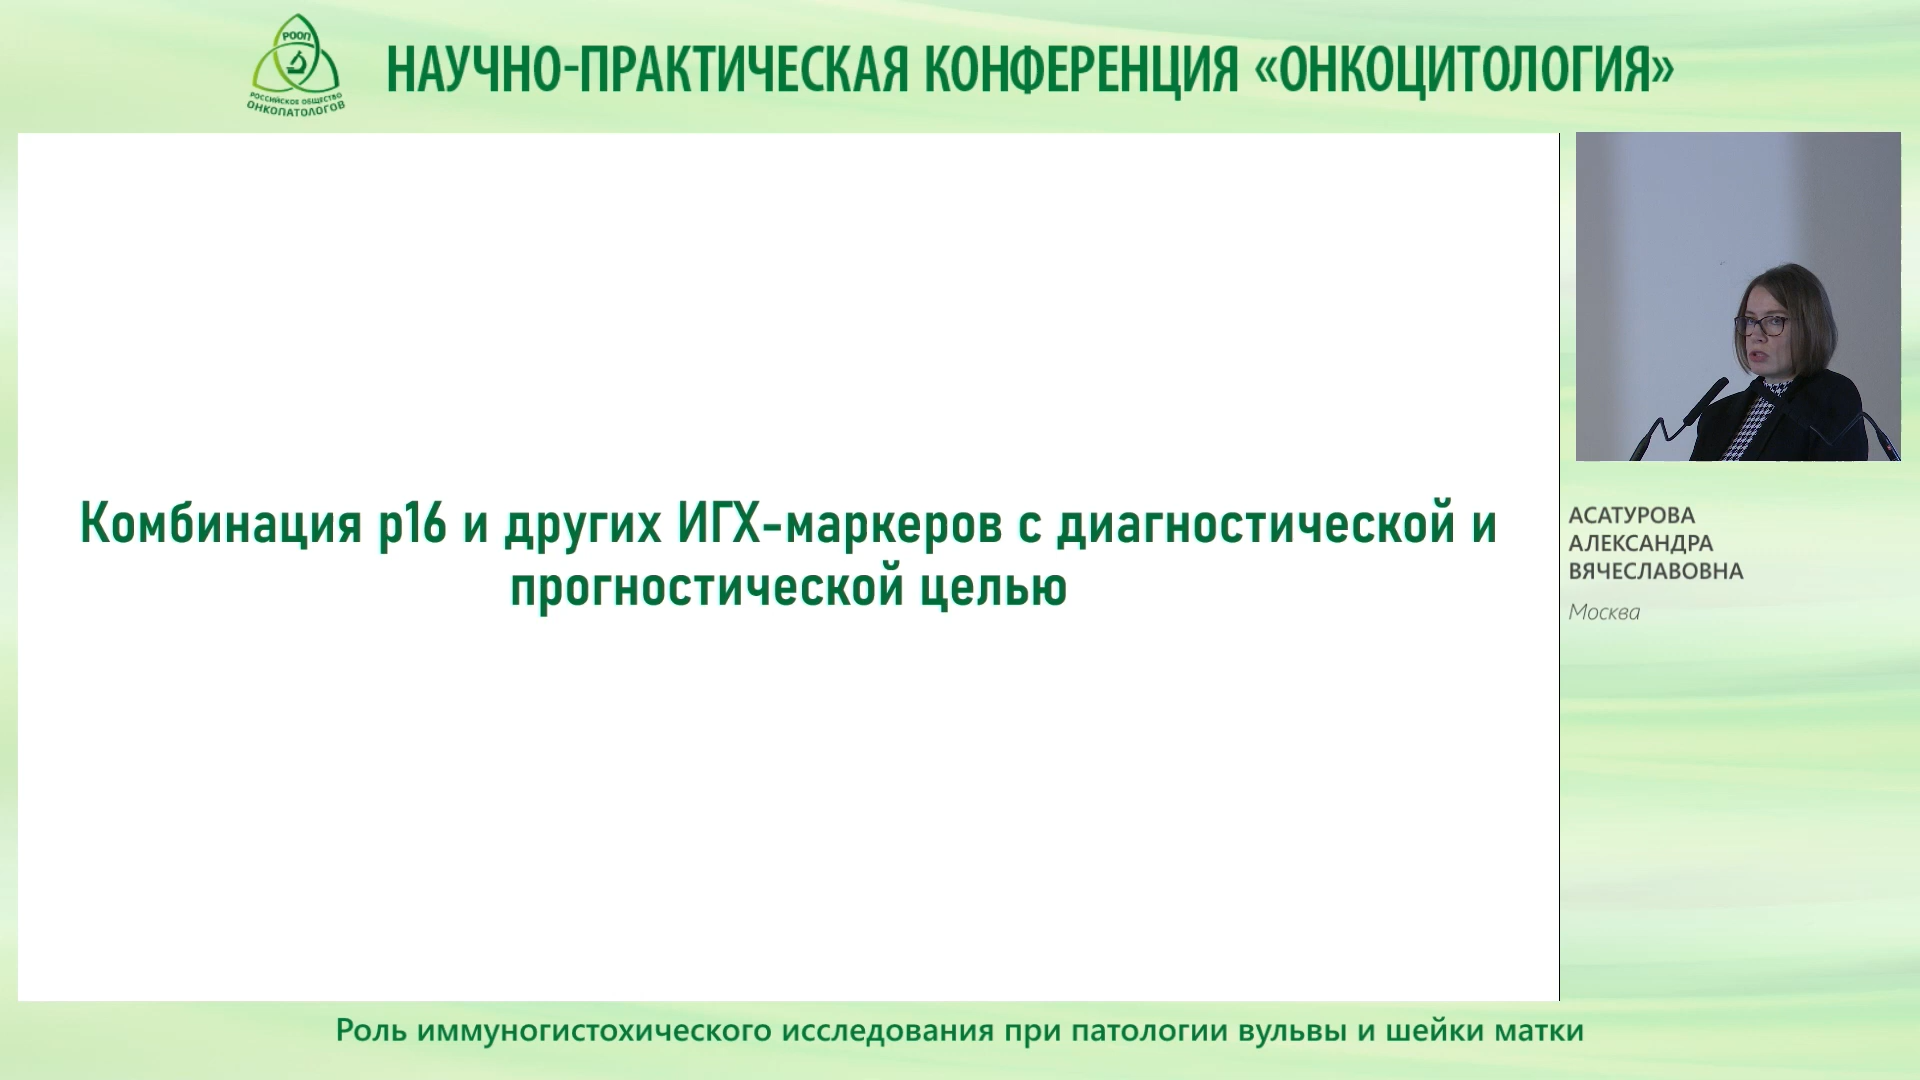 РООП
РОССИЙСКОЕ ОБЩЕСТВО
ОНКОПАТОЛОГОВ
НАУЧНО-ПРАКТИЧЕСКАЯ КОНФЕРЕНЦИЯ «ОНКОЦИТОЛОГИЯ»
Комбинация p16 и других ИГХ-маркеров с диагностической и
прогностической целью
АСАТУРОВА
АЛЕКСАНДРА
ВЯЧЕСЛАВОВНА
Москва
Роль иммуногистохического исследования при патологии вульвы и шейки матки